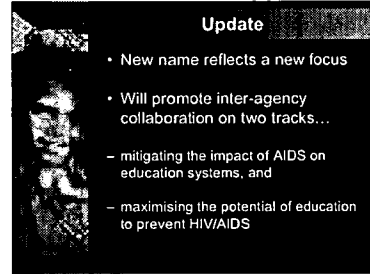 Update
• New name reflects a new focus
• Will promote inter-agency
collaboration on two tracks…
– mitigating the impact of AIDS on
education systems, and
– maximising the potential of education
to prevent HIV/AIDS